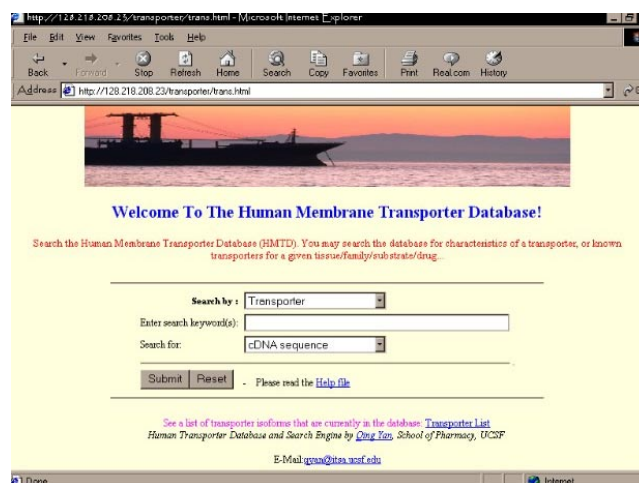 http://128.218.208.23/transporter/trans.html - Microsoft Internet Explorer
File Edit View Favorites Tools Help
Back Forward Stop Refresh Home Search Copy Favorites Print Real.com History
Address http://128.218.208.23/transporter/trans.html
Welcome To The Human Membrane Transporter Database!
Search the Human Membrane Transporter Database (HMTD). You may search the database for characteristics of a transporter, or known
transporters for a given tissue/family/substrate/drug...
Search by : Transporter
Enter search keyword(s):
Search for: cDNA sequence
Submit Reset - Please read the Help file
See a list of transporter isoforms that are currently in the database: Transporter List
Human Transporter Database and Search Engine by Qing Yan, School of Pharmacy, UCSF
E-Mail:qyan@itsa.ucsf.edu
Done Internet